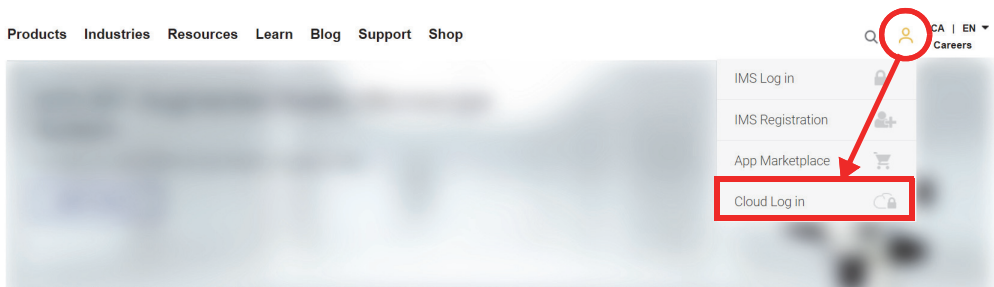 Products Industries Resources Learn Blog Support Shop
CA | EN
Careers
IMS Log in
IMS Registration
App Marketplace
Cloud Log in